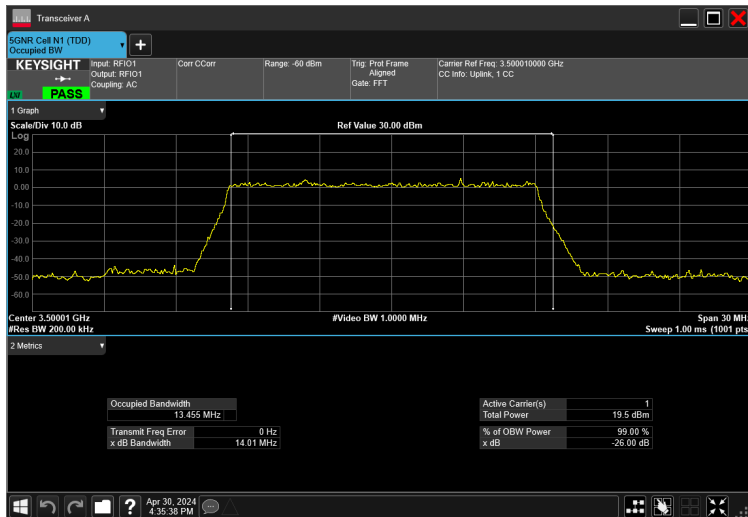 Transceiver A
5GNR Cell N1 (TDD)
Occupied BW
KEYSIGHT
LXI
PASS
Input: RFIO1
Output: RFIO1
Coupling: AC
Corr CCorr
Range: -60 dBm
Trig: Prot Frame
Aligned
Gate: FFT
Carrier Ref Freq: 3.500010000 GHz
CC Info: Uplink, 1 CC
1 Graph
Scale/Div 10.0 dB
Ref Value 30.00 dBm
Log
20.0
10.0
0.00
-10.0
-20.0
-30.0
-40.0
-50.0
-60.0
Center 3.50001 GHz
#Video BW 1.0000 MHz
Span 30 MH
#Res BW 200.00 kHz
Sweep 1.00 ms (1001 pts
2 Metrics
Occupied Bandwidth
13.455 MHz
Transmit Freq Error 0 Hz
x dB Bandwidth 14.01 MHz
Active Carrier(s) 1
Total Power 19.5 dBm
% of OBW Power 99.00 %
x dB -26.00 dB
?
Apr 30, 2024
4:35:38 PM